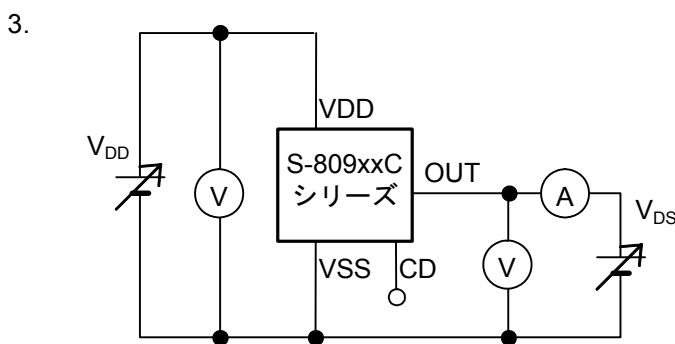 3.
VDD
VDD
S-809xxC
シリーズ
OUT
V
A
VDS
V
VSS
CD